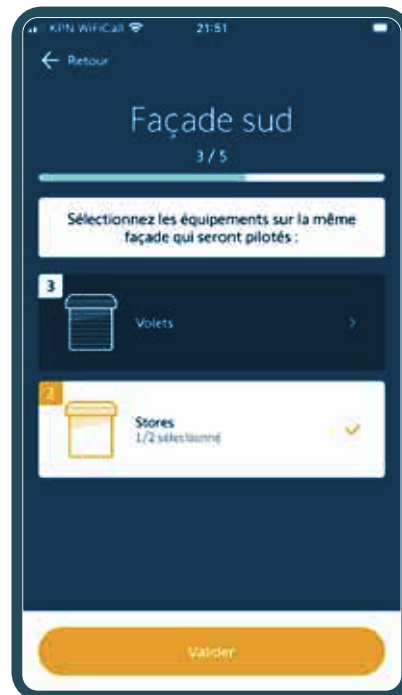 KPN WiFiCall 21:51
← Retour
Façade sud
3 / 5
Sélectionnez les équipements sur la même
façade qui seront pilotés :
3
Volets
2
Stores
1/2 sélectionné
Valider